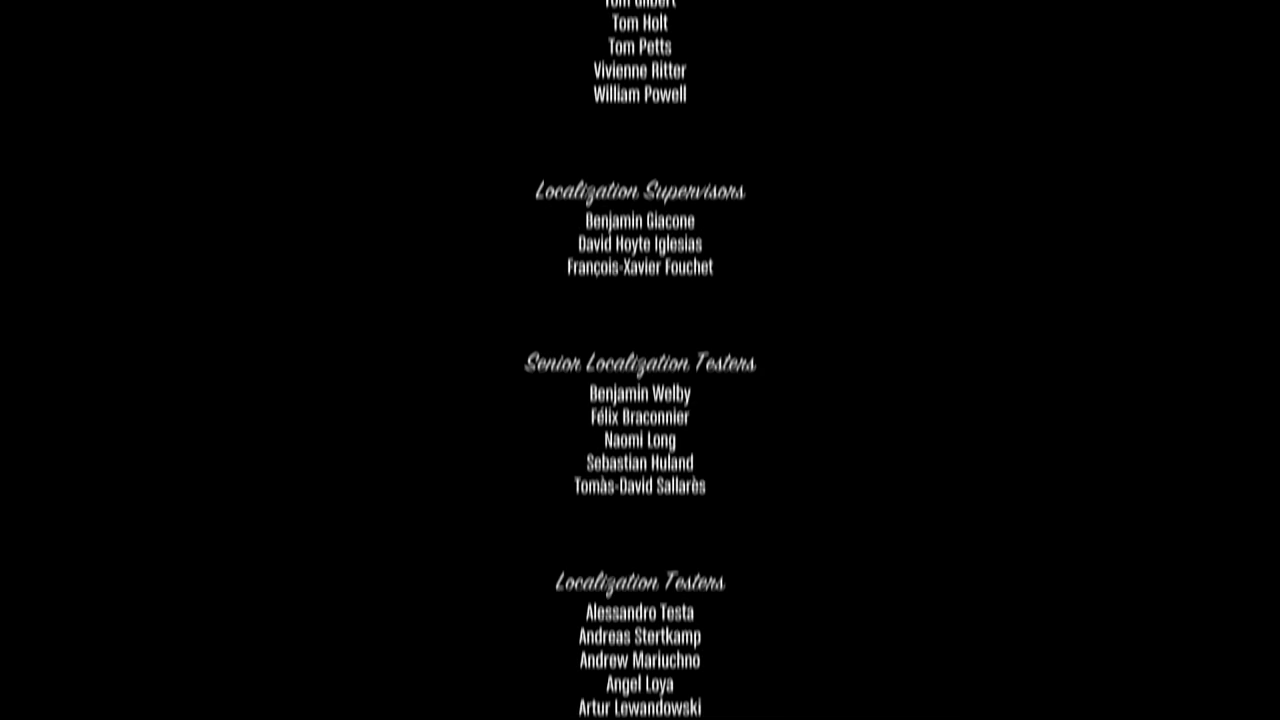 Tom Gilbert
Tom Holt
Tom Petts
Vivienne Ritter
William Powell
Localization Supervisors
Benjamin Giacone
David Hoyte Iglesias
François-Xavier Fouchet
Senior Localization Testers
Benjamin Welby
Félix Braconnier
Naomi Long
Sebastian Huland
Tomàs-David Sallarès
Localization Testers
Alessandro Testa
Andreas Stertkamp
Andrew Mariuchno
Angel Loya
Artur Lewandowski